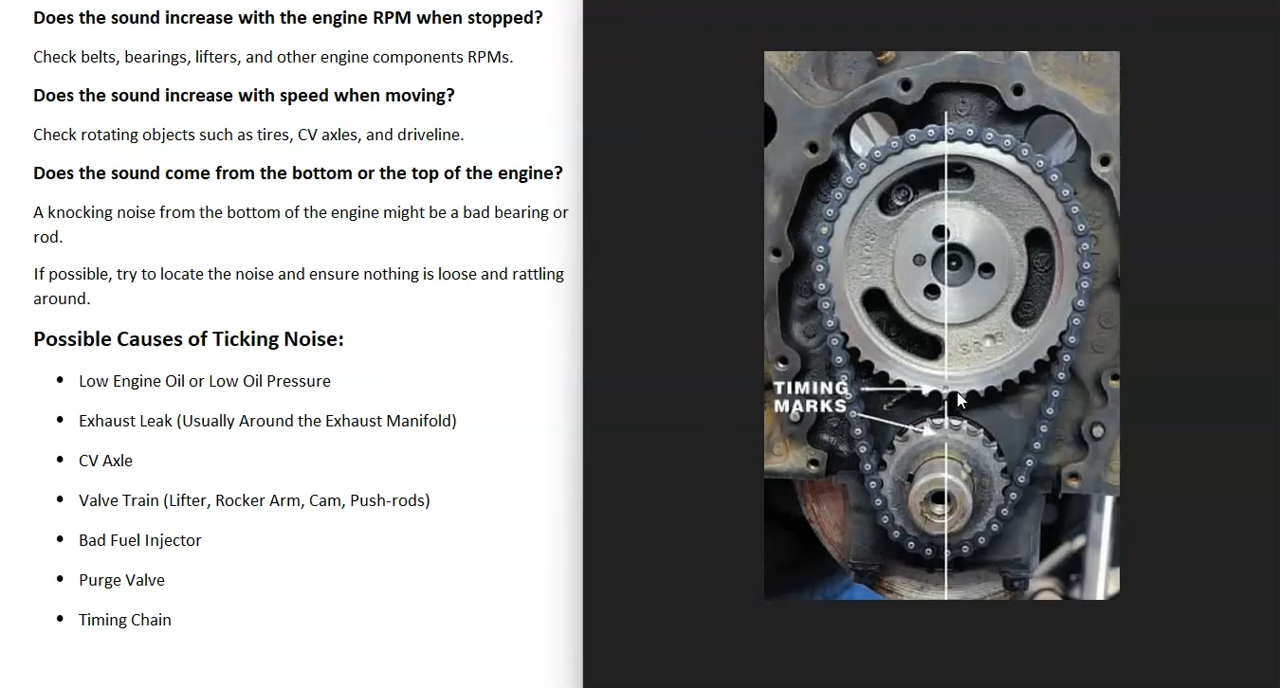 Does the sound increase with the engine RPM when stopped?
Check belts, bearings, lifters, and other engine components RPMs.
Does the sound increase with speed when moving?
Check rotating objects such as tires, CV axles, and driveline.
Does the sound come from the bottom or the top of the engine?
A knocking noise from the bottom of the engine might be a bad bearing or
rod.
If possible, try to locate the noise and ensure nothing is loose and rattling
around.
Possible Causes of Ticking Noise:
• Low Engine Oil or Low Oil Pressure
• Exhaust Leak (Usually Around the Exhaust Manifold)
• CV Axle
• Valve Train (Lifter, Rocker Arm, Cam, Push-rods)
• Bad Fuel Injector
• Purge Valve
• Timing Chain
TIMING
MARKS